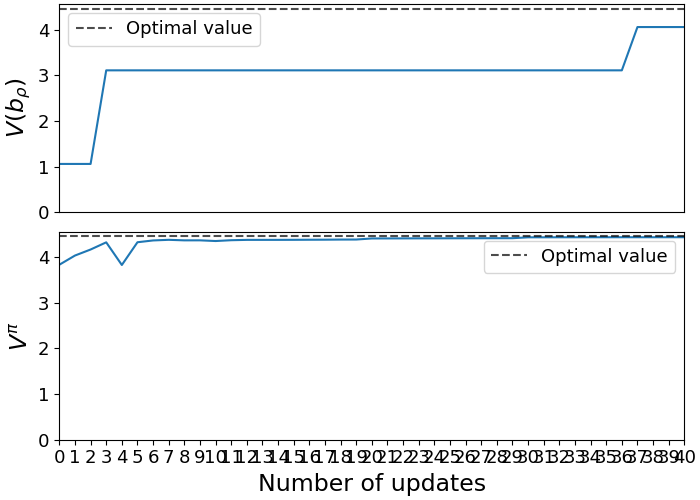 Optimal value
4
3
2
1
0
V(b_ρ)
Optimal value
4
3
2
1
0
V^π
0 1 2 3 4 5 6 7 8 9 10 11 12 13 14 15 16 17 18 19 20 21 22 23 24 25 26 27 28 29 30 31 32 33 34 35 36 37 38 39 40
Number of updates